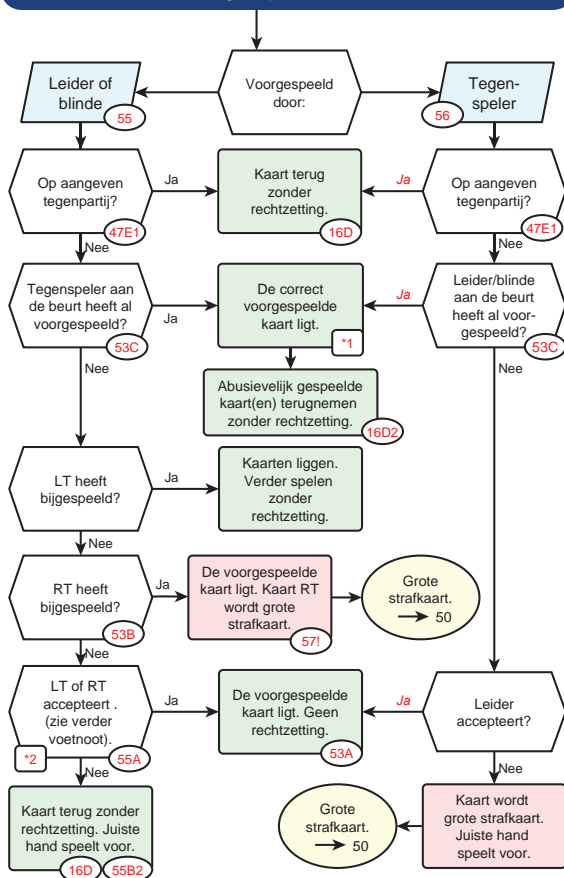 Voorgespeeld
door:
Leider of
blinde
55
Tegen-
speler
56
Op aangeven
tegenpartij?
47E1
Ja
Nee
Kaart terug
zonder
rechtzetting.
16D
Ja
Op aangeven
tegenpartij?
47E1
Nee
Tegenspeler aan
de beurt heeft al
voorgespeeld?
53C
Ja
Nee
De correct
voorgespeelde
kaart ligt.
*1
Ja
Leider/blinde
aan de beurt
heeft al voor-
gespeeld?
53C
Nee
Abusievelijk gespeelde
kaart(en) terugnemen
zonder rechtzetting.
16D2
LT heeft
bijgespeeld?
Ja
Nee
Kaarten liggen.
Verder spelen
zonder
rechtzetting.
RT heeft
bijgespeeld?
53B
Ja
Nee
De voorgespeelde
kaart ligt. Kaart RT
wordt grote
strafkaart.
57!
Grote
strafkaart.
→ 50
LT of RT
accepteert .
(zie verder
voetnoot).
*2
55A
Ja
Nee
De voorgespeelde
kaart ligt. Geen
rechtzetting.
53A
Ja
Leider
accepteert?
Nee
Kaart terug zonder
rechtzetting. Juiste
hand speelt voor.
16D
55B2
Grote
strafkaart.
→ 50
Kaart wordt
grote strafkaart.
Juiste hand
speelt voor.